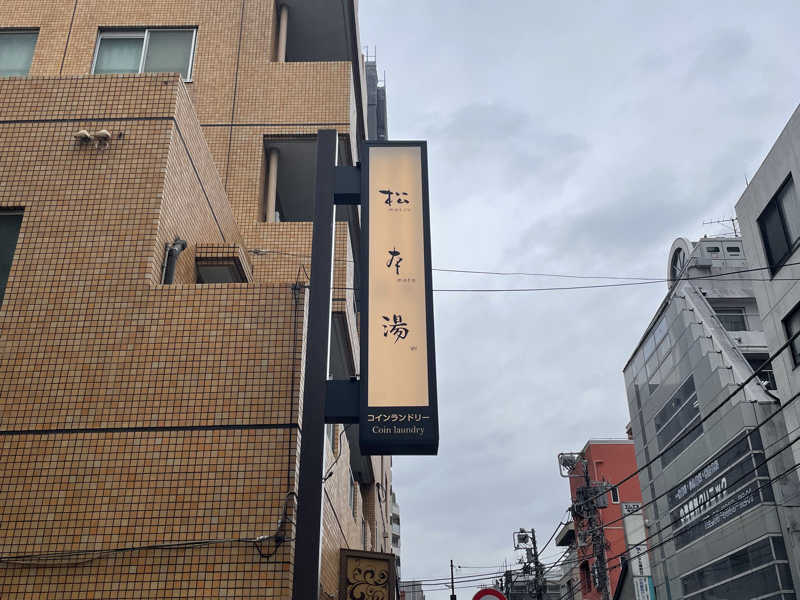 松
matsu
本
moto
湯
yu
コインランドリー
Coin laundry